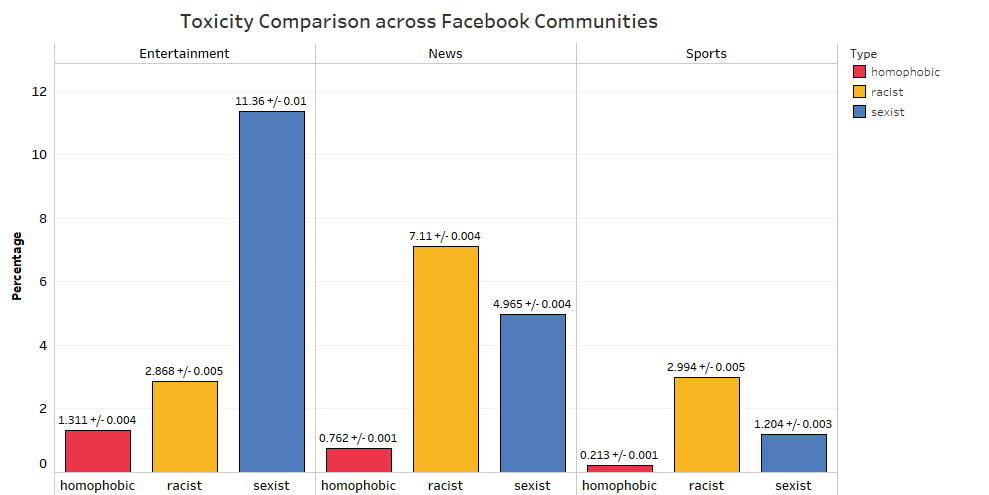 Toxicity Comparison across Facebook Communities
Entertainment News Sports
Type
homophobic
racist
sexist
Percentage
12
10
8
6
4
2
0
1.311 +/- 0.004
2.868 +/- 0.005
11.36 +/- 0.01
0.762 +/- 0.001
7.11 +/- 0.004
4.965 +/- 0.004
0.213 +/- 0.001
2.994 +/- 0.005
1.204 +/- 0.003
homophobic racist sexist homophobic racist sexist homophobic racist sexist